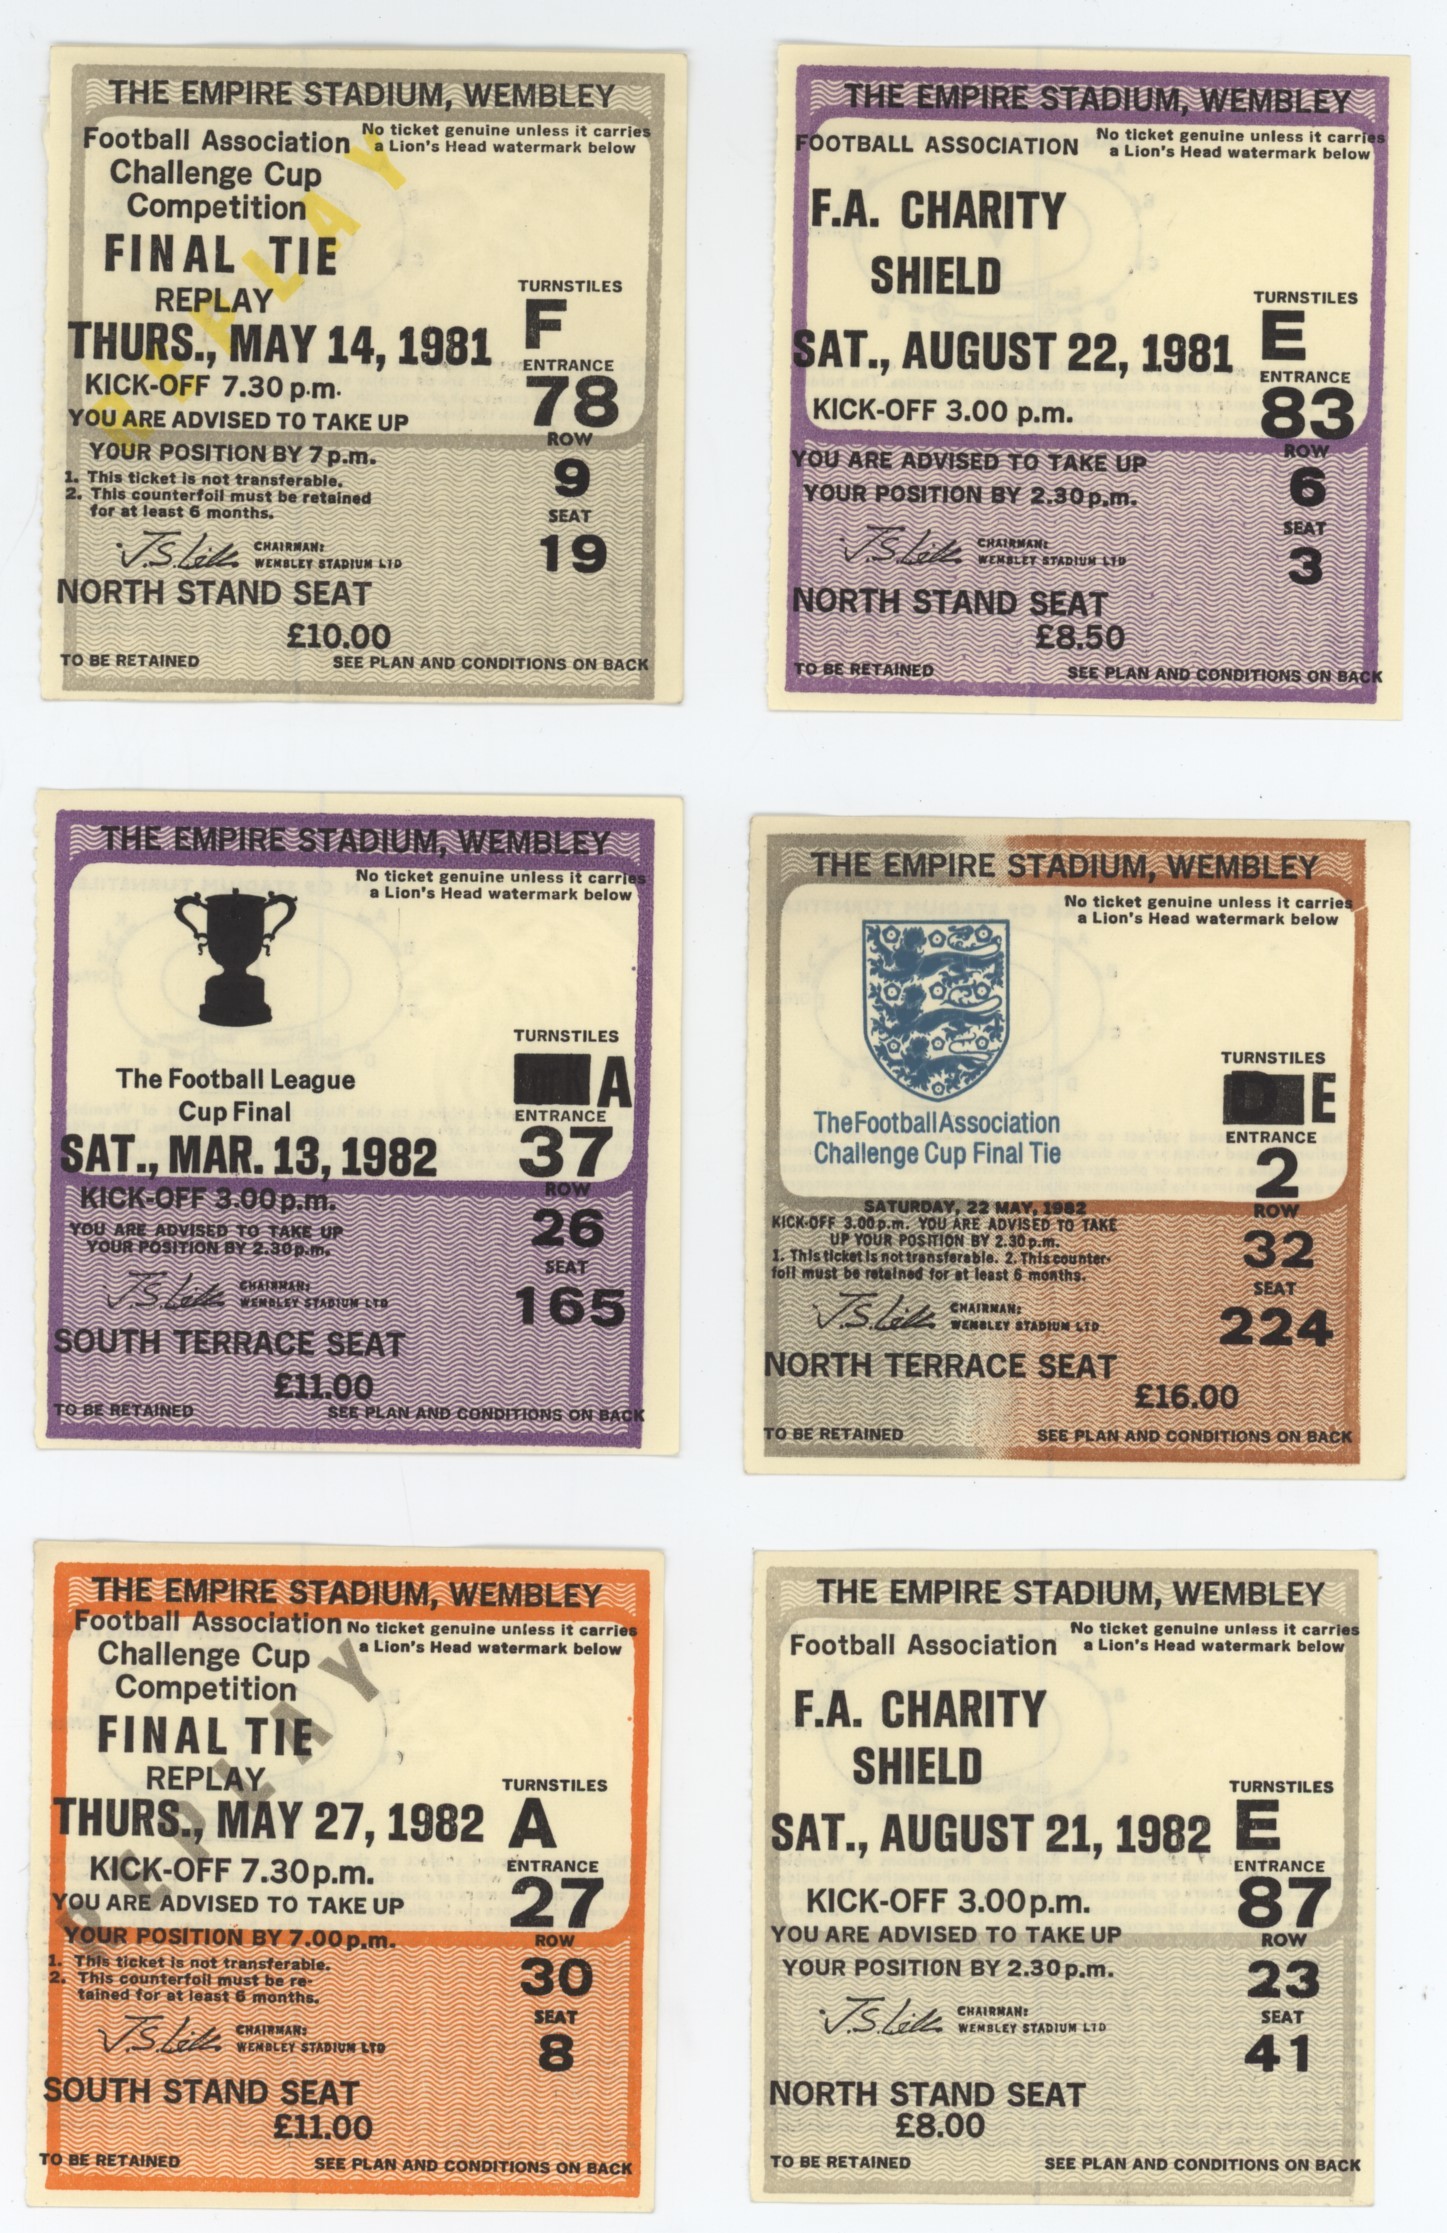 THE EMPIRE STADIUM, WEMBLEY
Football Association
No ticket genuine unless it carries
a Lion's Head watermark below
Challenge Cup
Competition
FINAL TIE
REPLAY
REPLAY
THURS., MAY 14, 1981
KICK-OFF 7.30 p.m.
YOU ARE ADVISED TO TAKE UP
YOUR POSITION BY 7 p.m.
1. This ticket is not transferable.
2. This counterfoil must be retained
for at least 6 months.
TURNSTILES
F
ENTRANCE
78
ROW
9
SEAT
19
CHAIRMAN:
WEMBLEY STADIUM LTD
NORTH STAND SEAT
£10.00
TO BE RETAINED
SEE PLAN AND CONDITIONS ON BACK
THE EMPIRE STADIUM, WEMBLEY
FOOTBALL ASSOCIATION
No ticket genuine unless it carries
a Lion's Head watermark below
F.A. CHARITY
SHIELD
SAT., AUGUST 22, 1981
KICK-OFF 3.00 p.m.
YOU ARE ADVISED TO TAKE UP
YOUR POSITION BY 2.30p.m.
TURNSTILES
E
ENTRANCE
83
ROW
6
SEAT
3
CHAIRMAN:
WEMBLEY STADIUM LTD
NORTH STAND SEAT
£8.50
TO BE RETAINED
SEE PLAN AND CONDITIONS ON BACK
THE EMPIRE STADIUM, WEMBLEY
No ticket genuine unless it carries
a Lion's Head watermark below
The Football League
Cup Final
SAT., MAR. 13, 1982
KICK-OFF 3.00p.m.
YOU ARE ADVISED TO TAKE UP
YOUR POSITION BY 2.30p.m.
TURNSTILES
A
ENTRANCE
37
ROW
26
SEAT
165
CHAIRMAN:
WEMBLEY STADIUM LTD
SOUTH TERRACE SEAT
£11.00
TO BE RETAINED
SEE PLAN AND CONDITIONS ON BACK
THE EMPIRE STADIUM, WEMBLEY
No ticket genuine unless it carries
a Lion's Head watermark below
The Football Association
Challenge Cup Final Tie
SATURDAY, 22 MAY, 1982
KICK-OFF 3.00p.m. YOU ARE ADVISED TO TAKE
UP YOUR POSITION BY 2.30p.m.
1. This ticket is not transferable. 2. This counter-
foil must be retained for at least 6 months.
TURNSTILES
D E
ENTRANCE
2
ROW
32
SEAT
224
CHAIRMAN:
WEMBLEY STADIUM LTD
NORTH TERRACE SEAT
£16.00
TO BE RETAINED
SEE PLAN AND CONDITIONS ON BACK
THE EMPIRE STADIUM, WEMBLEY
Football Association
No ticket genuine unless it carries
a Lion's Head watermark below
Challenge Cup
Competition
FINAL TIE
REPLAY
REPLAY
THURS., MAY 27, 1982
KICK-OFF 7.30p.m.
YOU ARE ADVISED TO TAKE UP
YOUR POSITION BY 7.00p.m.
1. This ticket is not transferable.
2. This counterfoil must be re-
tained for at least 6 months.
TURNSTILES
A
ENTRANCE
27
ROW
30
SEAT
8
CHAIRMAN:
WEMBLEY STADIUM LTD
SOUTH STAND SEAT
£11.00
TO BE RETAINED
SEE PLAN AND CONDITIONS ON BACK
THE EMPIRE STADIUM, WEMBLEY
Football Association
No ticket genuine unless it carries
a Lion's Head watermark below
F.A. CHARITY
SHIELD
SAT., AUGUST 21, 1982
KICK-OFF 3.00p.m.
YOU ARE ADVISED TO TAKE UP
YOUR POSITION BY 2.30p.m.
TURNSTILES
E
ENTRANCE
87
ROW
23
SEAT
41
CHAIRMAN:
WEMBLEY STADIUM LTD
NORTH STAND SEAT
£8.00
TO BE RETAINED
SEE PLAN AND CONDITIONS ON BACK